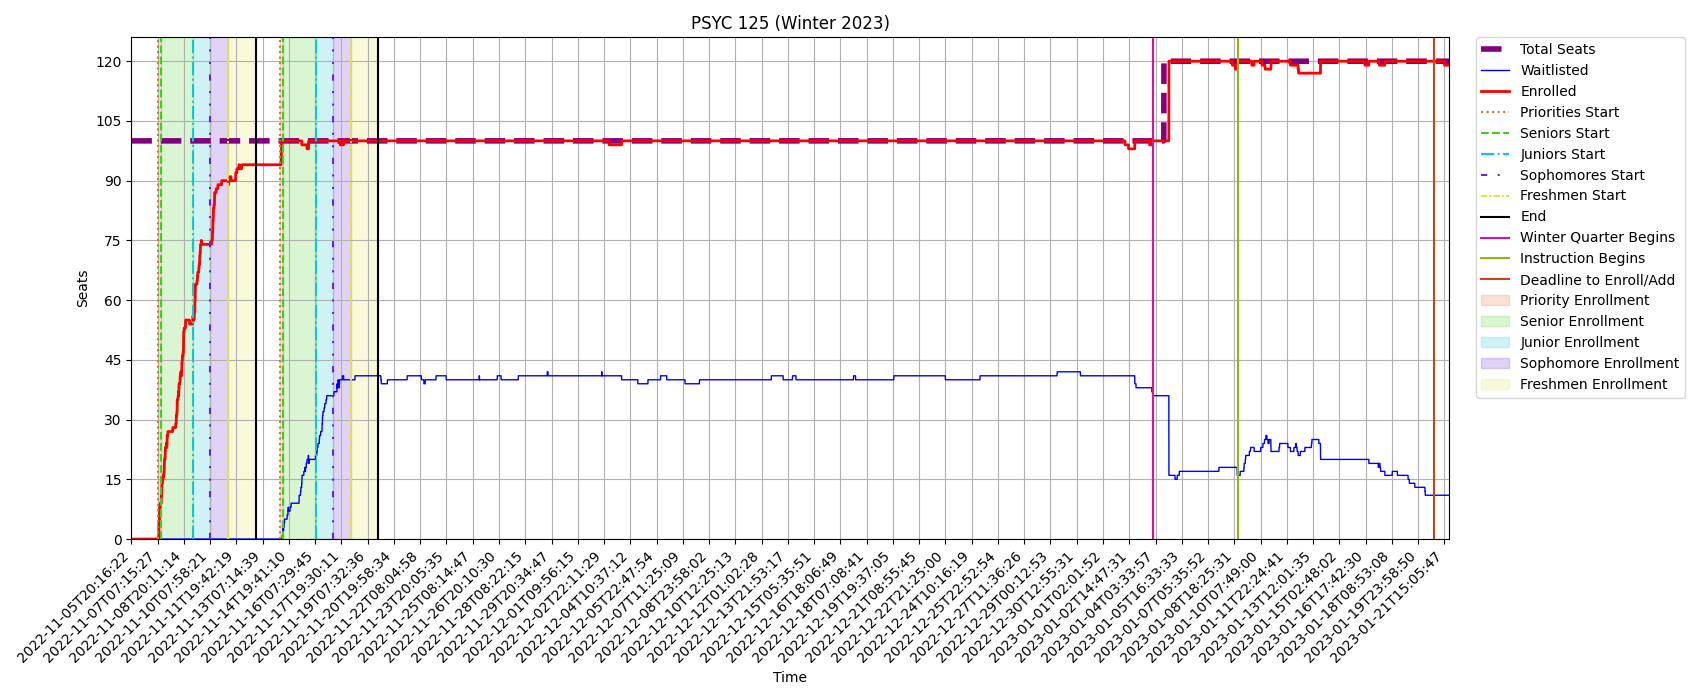 PSYC 125 (Winter 2023)
120
105
90
75
60
45
30
15
0
Seats
2022-11-05T20:16:22
2022-11-07T07:15:27
2022-11-08T20:11:14
2022-11-10T07:58:21
2022-11-11T19:42:19
2022-11-13T07:14:39
2022-11-14T19:41:10
2022-11-16T07:29:45
2022-11-17T19:30:11
2022-11-19T07:32:36
2022-11-20T19:58:34
2022-11-22T08:04:58
2022-11-23T20:05:35
2022-11-25T08:14:47
2022-11-26T20:10:30
2022-11-28T08:22:15
2022-11-29T20:34:47
2022-12-01T09:56:15
2022-12-02T22:11:29
2022-12-04T10:37:12
2022-12-05T22:47:54
2022-12-07T11:25:09
2022-12-08T23:58:02
2022-12-10T12:25:13
2022-12-12T01:02:28
2022-12-13T21:53:17
2022-12-15T05:35:51
2022-12-16T18:06:49
2022-12-18T07:08:41
2022-12-19T19:37:05
2022-12-21T08:55:45
2022-12-22T21:25:00
2022-12-24T10:16:19
2022-12-25T22:52:54
2022-12-27T11:36:26
2022-12-29T00:12:53
2022-12-30T12:55:31
2023-01-01T02:01:52
2023-01-02T14:47:31
2023-01-04T03:33:57
2023-01-05T16:33:33
2023-01-07T05:35:52
2023-01-08T18:25:31
2023-01-10T07:49:00
2023-01-11T22:24:41
2023-01-13T12:01:35
2023-01-15T02:48:02
2023-01-16T17:42:30
2023-01-18T08:53:08
2023-01-19T23:58:50
2023-01-21T15:05:47
Time
Total Seats
Waitlisted
Enrolled
Priorities Start
Seniors Start
Juniors Start
Sophomores Start
Freshmen Start
End
Winter Quarter Begins
Instruction Begins
Deadline to Enroll/Add
Priority Enrollment
Senior Enrollment
Junior Enrollment
Sophomore Enrollment
Freshmen Enrollment